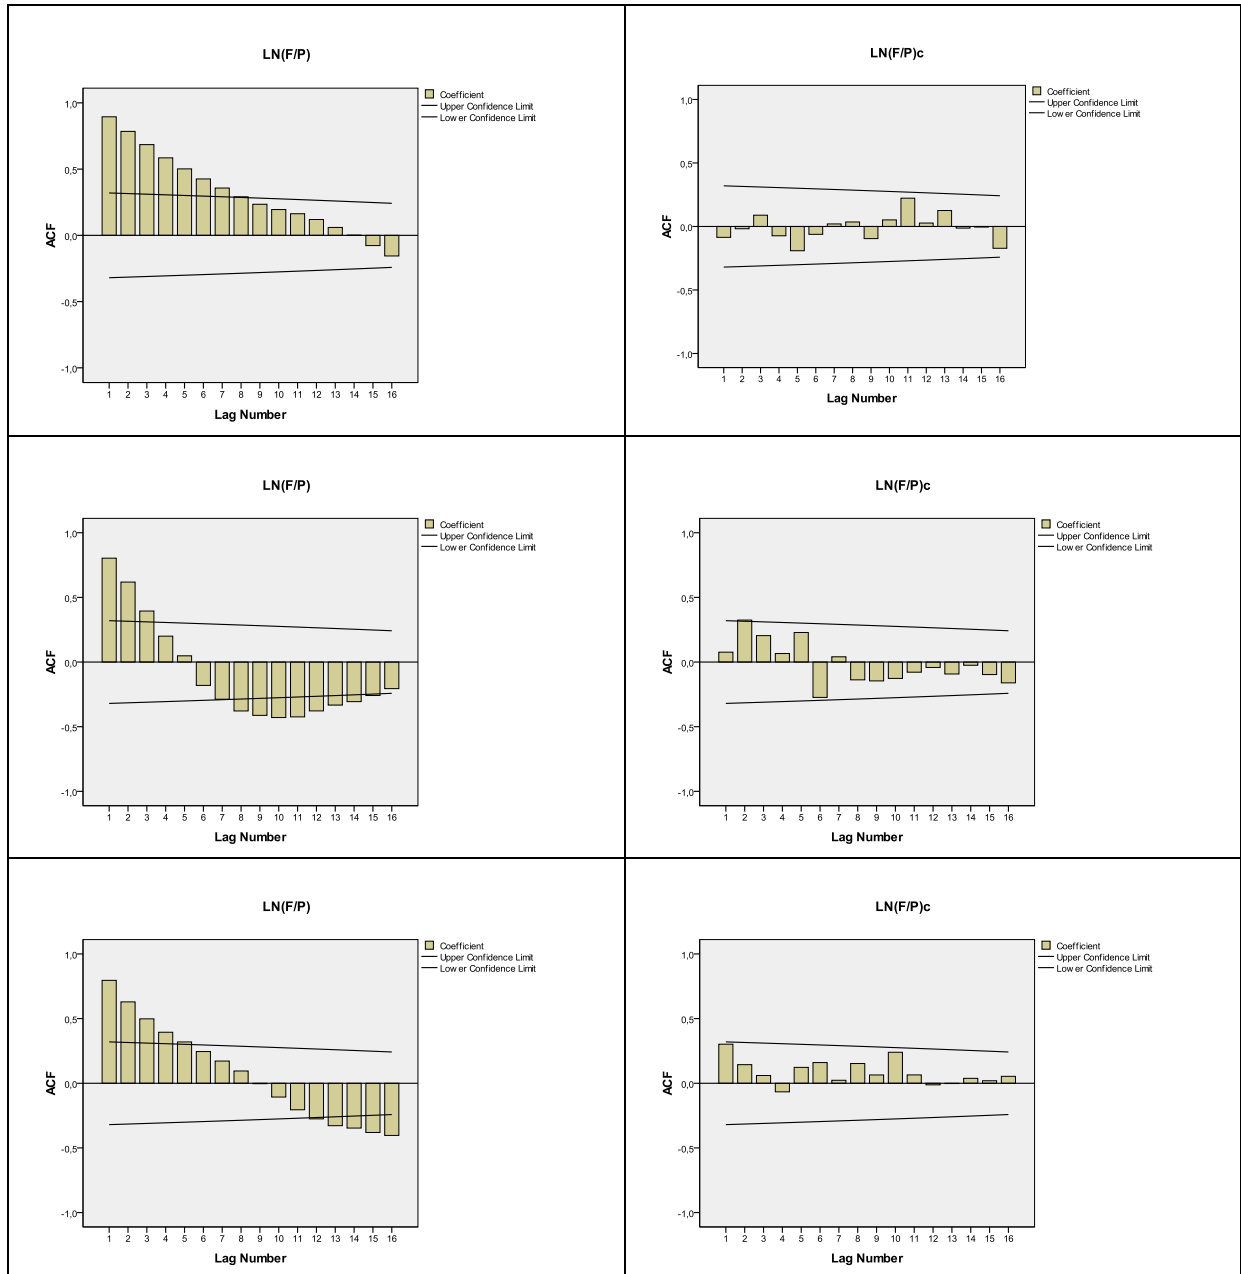 LN(F/P)
Coefficient
Upper Confidence Limit
Lower Confidence Limit
1,0
0,5
0,0
-0,5
-1,0
ACF
1 2 3 4 5 6 7 8 9 10 11 12 13 14 15 16
Lag Number
LN(F/P)c
Coefficient
Upper Confidence Limit
Lower Confidence Limit
1,0
0,5
0,0
-0,5
-1,0
ACF
1 2 3 4 5 6 7 8 9 10 11 12 13 14 15 16
Lag Number
LN(F/P)
Coefficient
Upper Confidence Limit
Lower Confidence Limit
1,0
0,5
0,0
-0,5
-1,0
ACF
1 2 3 4 5 6 7 8 9 10 11 12 13 14 15 16
Lag Number
LN(F/P)c
Coefficient
Upper Confidence Limit
Lower Confidence Limit
1,0
0,5
0,0
-0,5
-1,0
ACF
1 2 3 4 5 6 7 8 9 10 11 12 13 14 15 16
Lag Number
LN(F/P)
Coefficient
Upper Confidence Limit
Lower Confidence Limit
1,0
0,5
0,0
-0,5
-1,0
ACF
1 2 3 4 5 6 7 8 9 10 11 12 13 14 15 16
Lag Number
LN(F/P)c
Coefficient
Upper Confidence Limit
Lower Confidence Limit
1,0
0,5
0,0
-0,5
-1,0
ACF
1 2 3 4 5 6 7 8 9 10 11 12 13 14 15 16
Lag Number